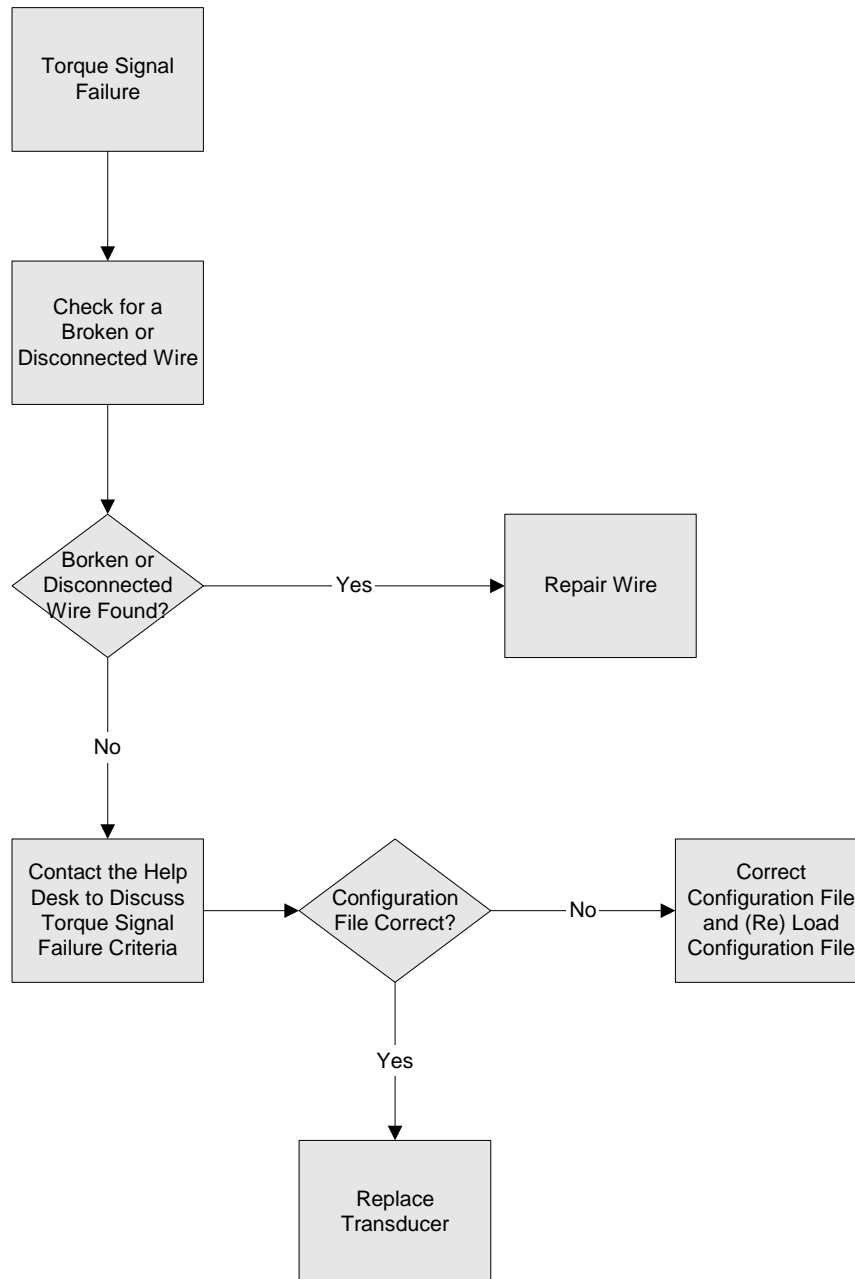 Torque Signal
Failure
Check for a
Broken or
Disconnected Wire
Borken or
Disconnected
Wire Found?
Yes
Repair Wire
No
Contact the Help
Desk to Discuss
Torque Signal
Failure Criteria
Configuration
File Correct?
No
Correct
Configuration File
and (Re) Load
Configuration File
Yes
Replace
Transducer